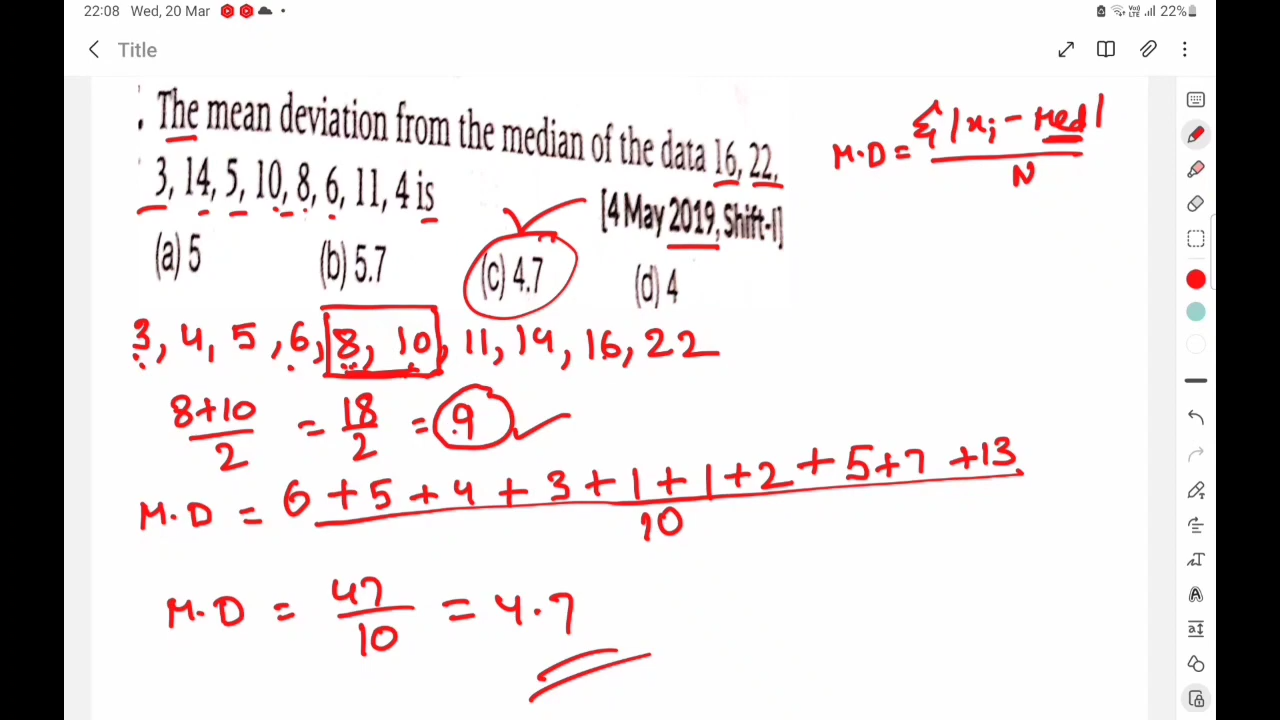 22:08 Wed, 20 Mar
22%
Title
The mean deviation from the median of the data 16, 22,
3, 14, 5, 10, 8, 6, 11, 4 is
[4 May 2019, Shift-I]
(a) 5 (b) 5.7 (c) 4.7 (d) 4
M.D = Σ |xi - Med| / N
3, 4, 5, 6, 8, 10, 11, 14, 16, 22
8+10 / 2 = 18 / 2 = 9
M.D = 6 + 5 + 4 + 3 + 1 + 1 + 2 + 5 + 7 + 13 / 10
M.D = 47 / 10 = 4.7